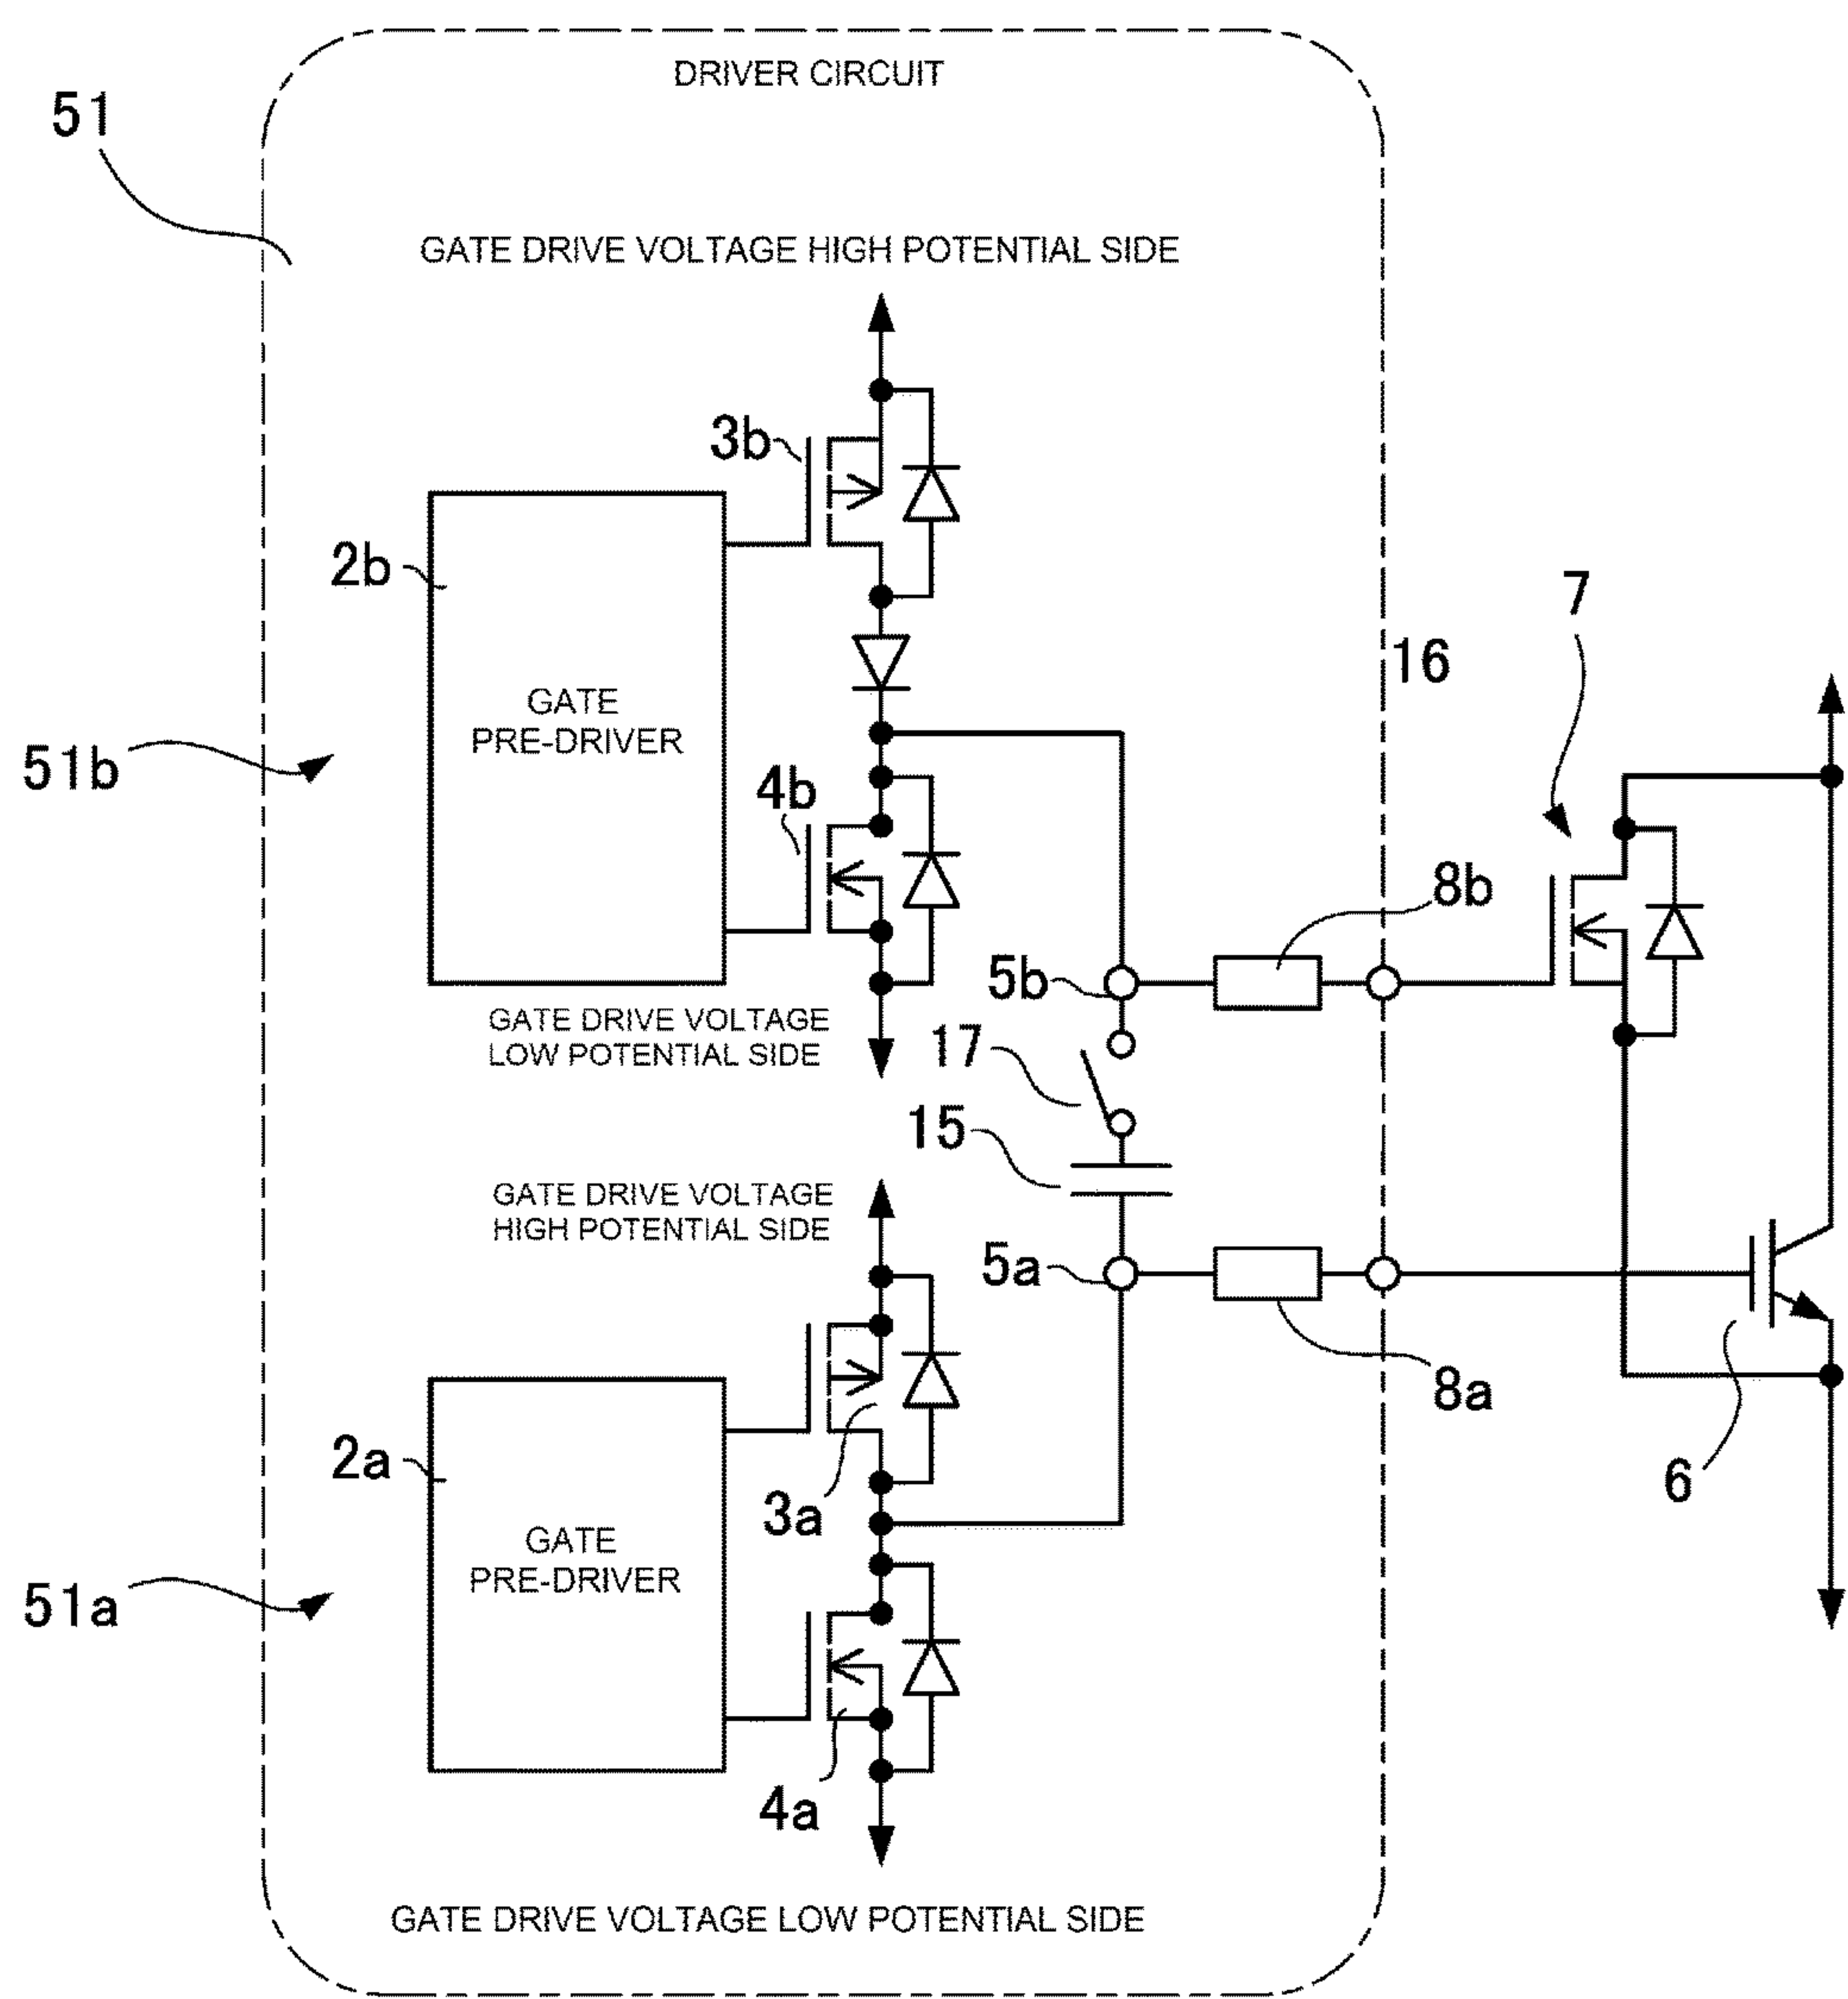 DRIVER CIRCUIT
51
GATE DRIVE VOLTAGE HIGH POTENTIAL SIDE
3b
2b
7
16
GATE
PRE-DRIVER
51b
4b
8b
5b
GATE DRIVE VOLTAGE
LOW POTENTIAL SIDE
17
15
GATE DRIVE VOLTAGE
HIGH POTENTIAL SIDE
5a
8a
2a
6
3a
GATE
PRE-DRIVER
51a
4a
GATE DRIVE VOLTAGE LOW POTENTIAL SIDE